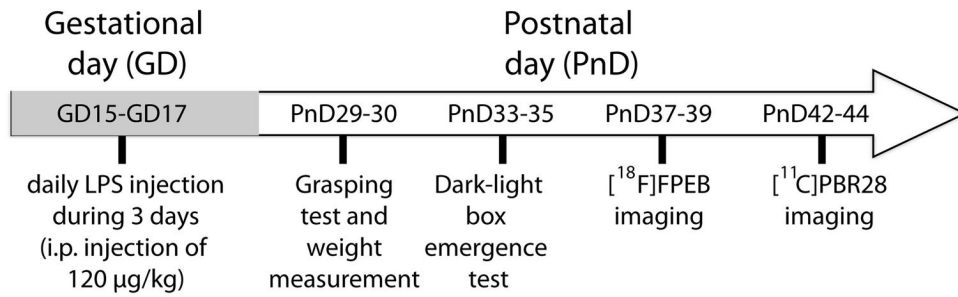 Gestational
day (GD)
Postnatal
day (PnD)
GD15-GD17
PnD29-30
PnD33-35
PnD37-39
PnD42-44
daily LPS injection
during 3 days
(i.p. injection of
120 µg/kg)
Grasping
test and
weight
measurement
Dark-light
box
emergence
test
[¹⁸F]FPEB
imaging
[¹¹C]PBR28
imaging